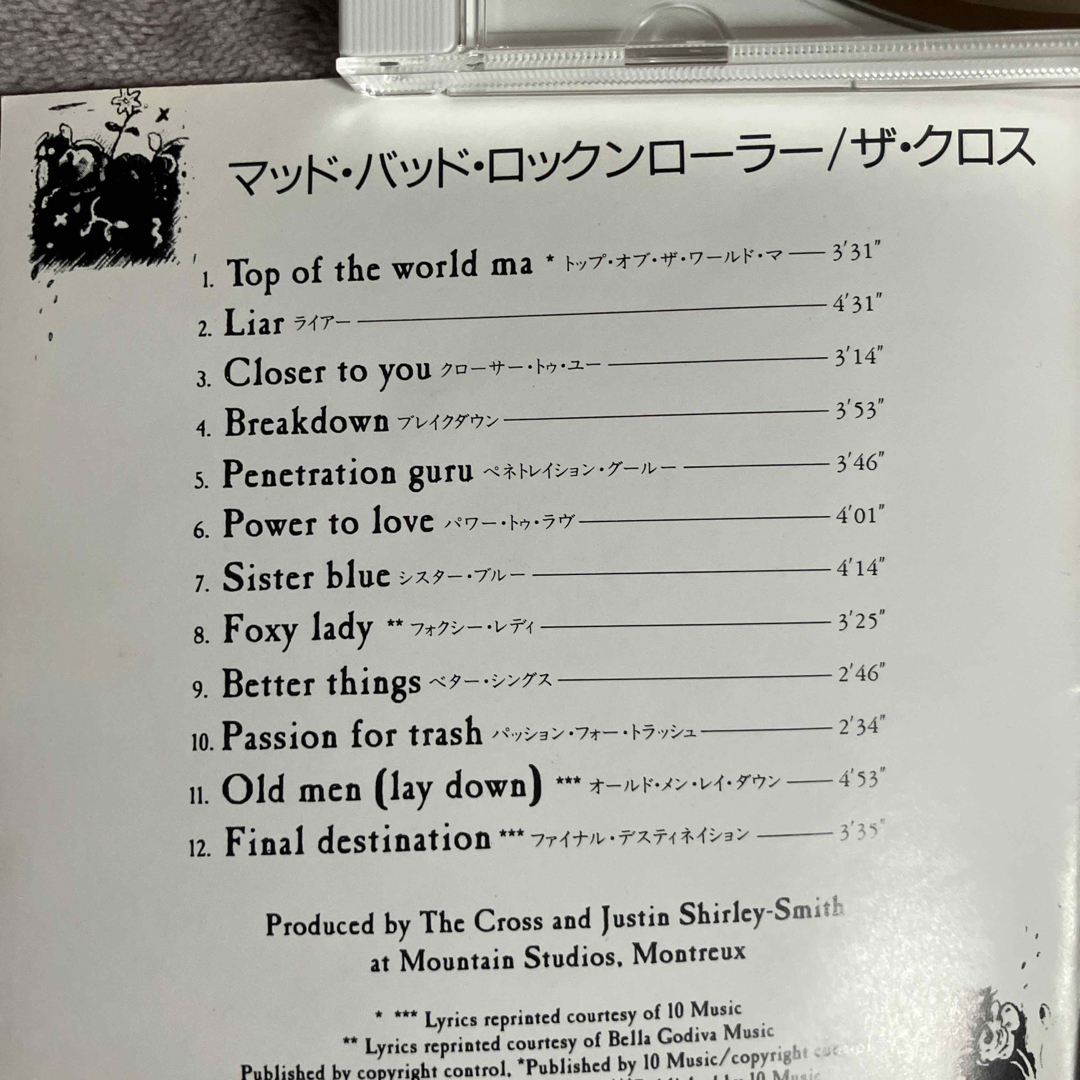 マッド・バッド・ロックンローラー/ザ・クロス
1. Top of the world ma * トップ・オブ・ザ・ワールド・マ 3'31"
2. Liar ライアー 4'31"
3. Closer to you クローサー・トゥ・ユー 3'14"
4. Breakdown ブレイクダウン 3'53"
5. Penetration guru ペネトレイション・グールー 3'46"
6. Power to love パワー・トゥ・ラヴ 4'01"
7. Sister blue シスター・ブルー 4'14"
8. Foxy lady ** フォクシー・レディ 3'25"
9. Better things ベター・シングス 2'46"
10. Passion for trash パッション・フォー・トラッシュ 2'34"
11. Old men (lay down) *** オールド・メン・レイ・ダウン 4'53"
12. Final destination *** ファイナル・デスティネイション 3'35"
Produced by The Cross and Justin Shirley-Smith
at Mountain Studios, Montreux
* *** Lyrics reprinted courtesy of 10 Music
** Lyrics reprinted courtesy of Bella Godiva Music
Published by copyright control, *Published by 10 Music/copyright
10 Music